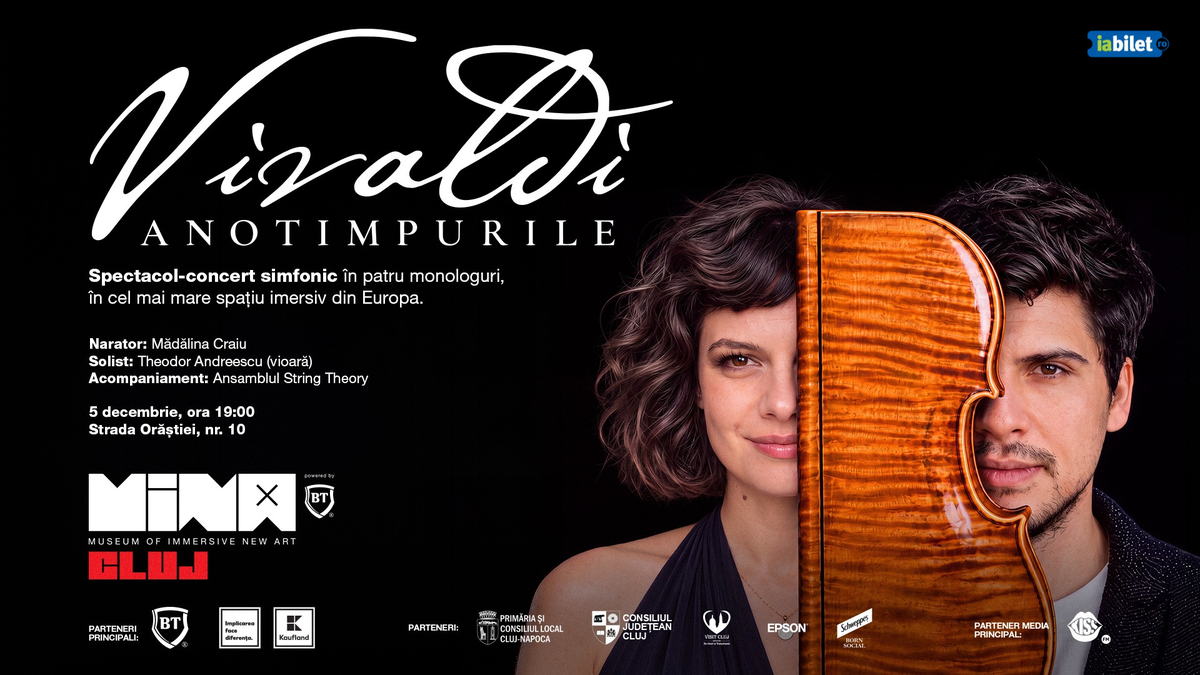 iabilet
Vivaldi
ANOTIMPURILE
Spectacol-concert simfonic în patru monologuri,
în cel mai mare spațiu imersiv din Europa.
Narator: Mădălina Craiu
Solist: Theodor Andreescu (vioară)
Acompaniament: Ansamblul String Theory
5 decembrie, ora 19:00
Strada Orăștiei, nr. 10
MINA
powered by
BT
MUSEUM OF IMMERSIVE NEW ART
CLUJ
PARTENERI
PRINCIPALI:
BT
Implicarea
face
diferența.
Kaufland
PARTENERI:
PRIMĂRIA ȘI
CONSILIUL LOCAL
CLUJ-NAPOCA
CONSILIUL
JUDEȚEAN
CLUJ
VISIT CLUJ
EPSON
Schweppes
BORN
SOCIAL
PARTENER MEDIA
PRINCIPAL:
KISS
FM